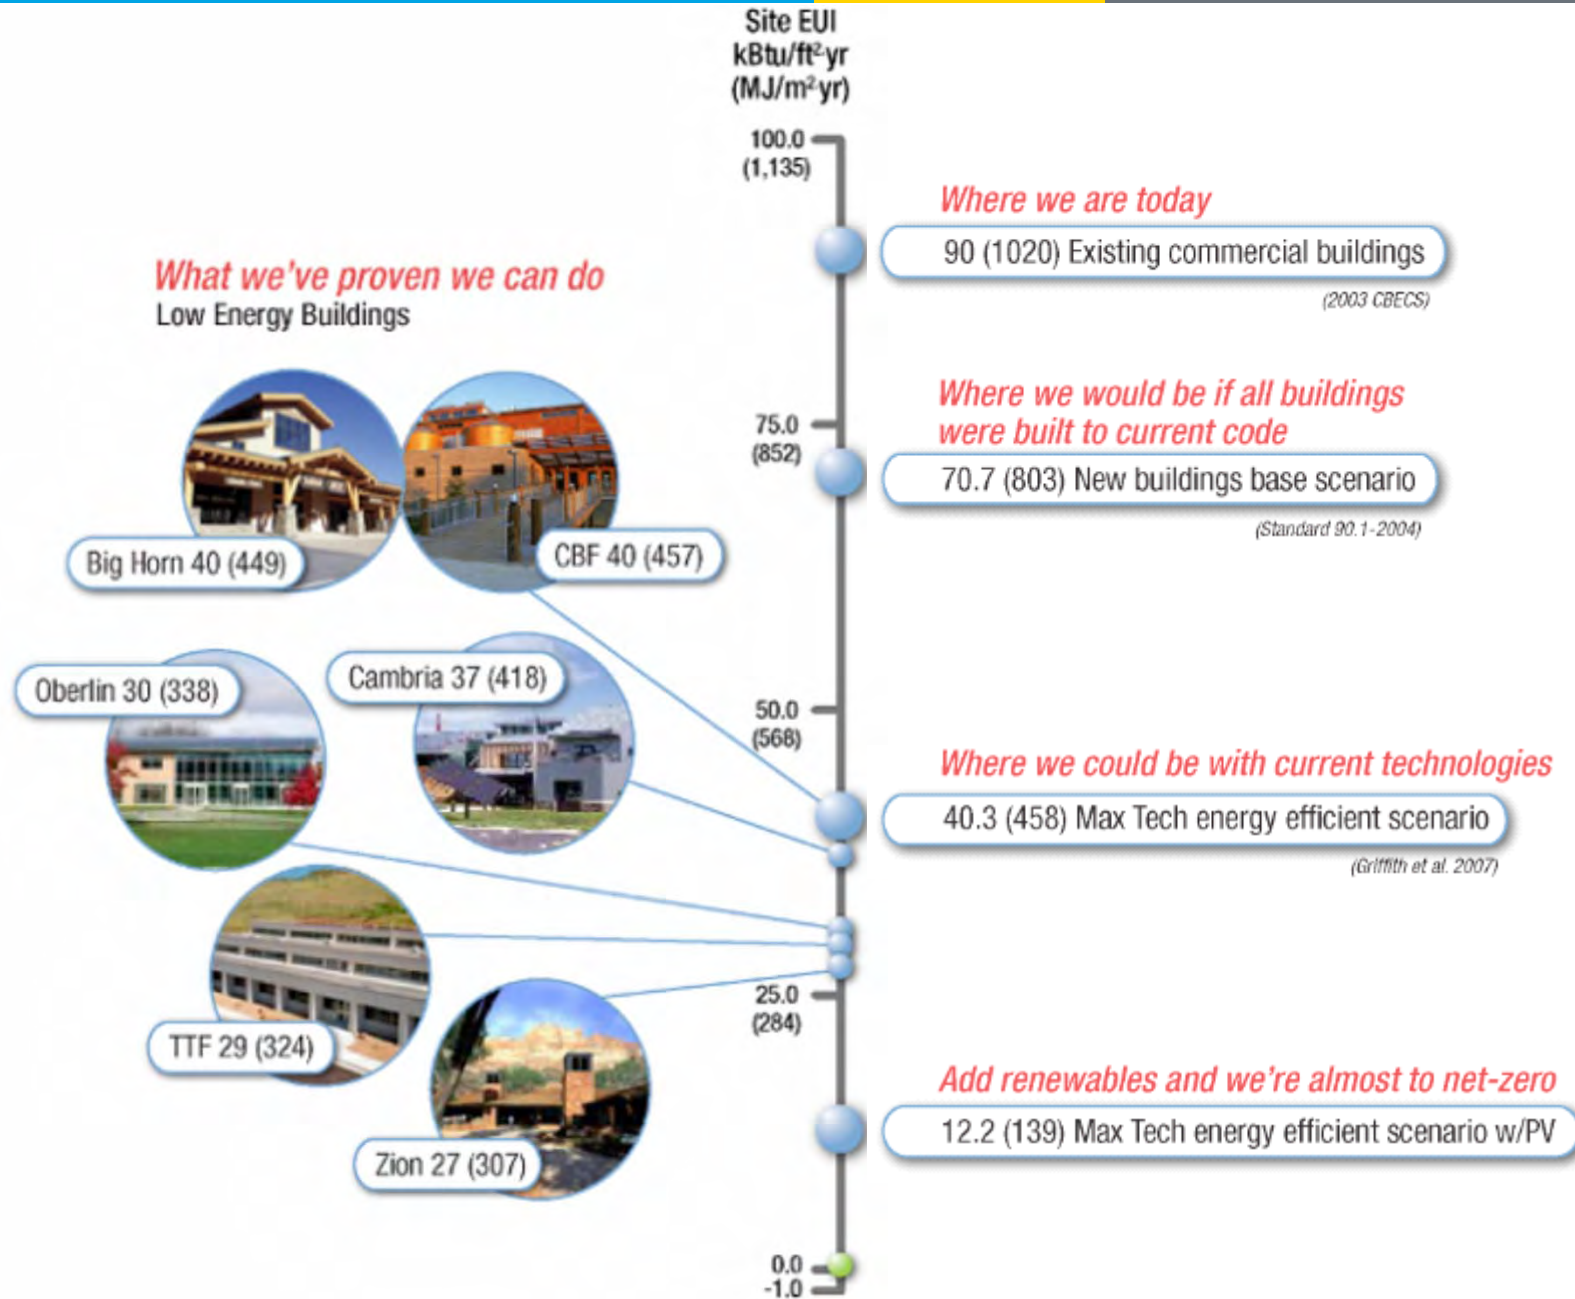 Site EUI
kBtu/ft²·yr
(MJ/m²·yr)
100.0
(1,135)
Where we are today
90 (1020) Existing commercial buildings
(2003 CBECS)
What we've proven we can do
Low Energy Buildings
Where we would be if all buildings
were built to current code
75.0
(852)
70.7 (803) New buildings base scenario
(Standard 90.1-2004)
Big Horn 40 (449)
CBF 40 (457)
Oberlin 30 (338)
Cambria 37 (418)
50.0
(568)
Where we could be with current technologies
40.3 (458) Max Tech energy efficient scenario
(Griffith et al. 2007)
25.0
(284)
TTF 29 (324)
Zion 27 (307)
Add renewables and we're almost to net-zero
12.2 (139) Max Tech energy efficient scenario w/PV
0.0
-1.0